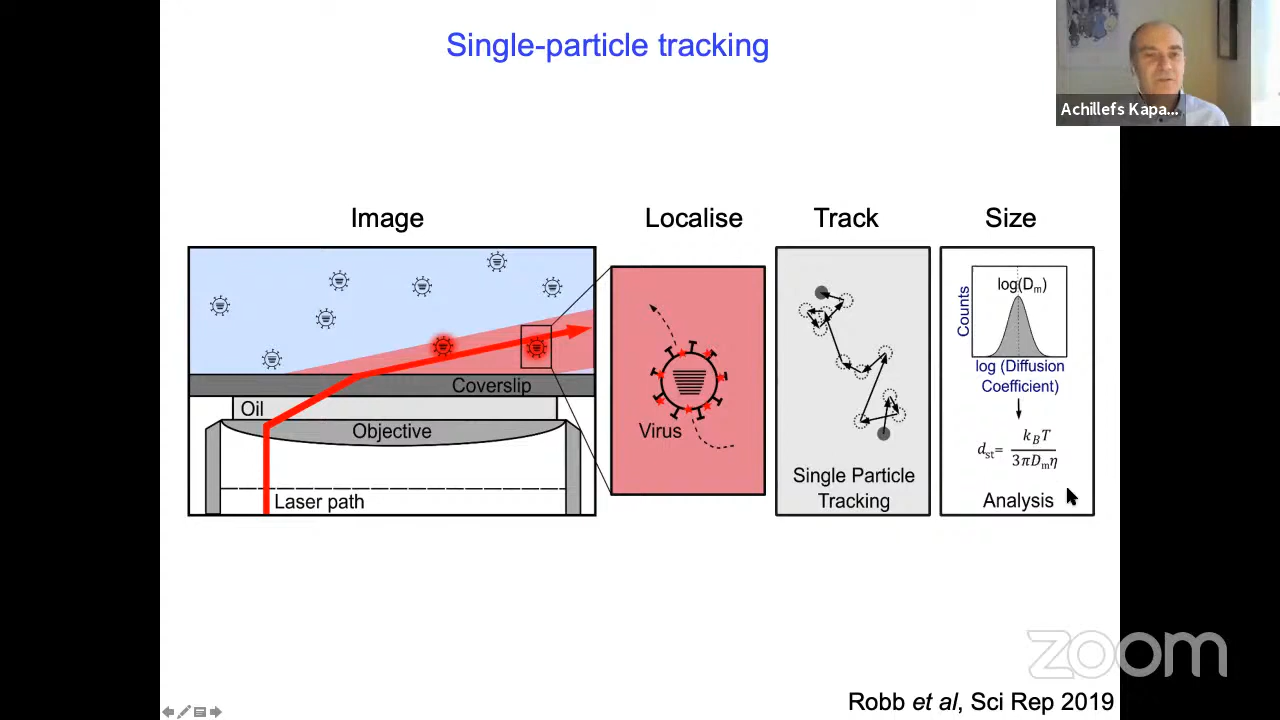 Single-particle tracking
Achillefs Kapa...
Image
Localise
Track
Size
Coverslip
Oil
Objective
Laser path
Virus
Single Particle
Tracking
log(Dm)
Counts
log (Diffusion
Coefficient)
dst= kBT
3πDmη
Analysis
zoom
Robb et al, Sci Rep 2019